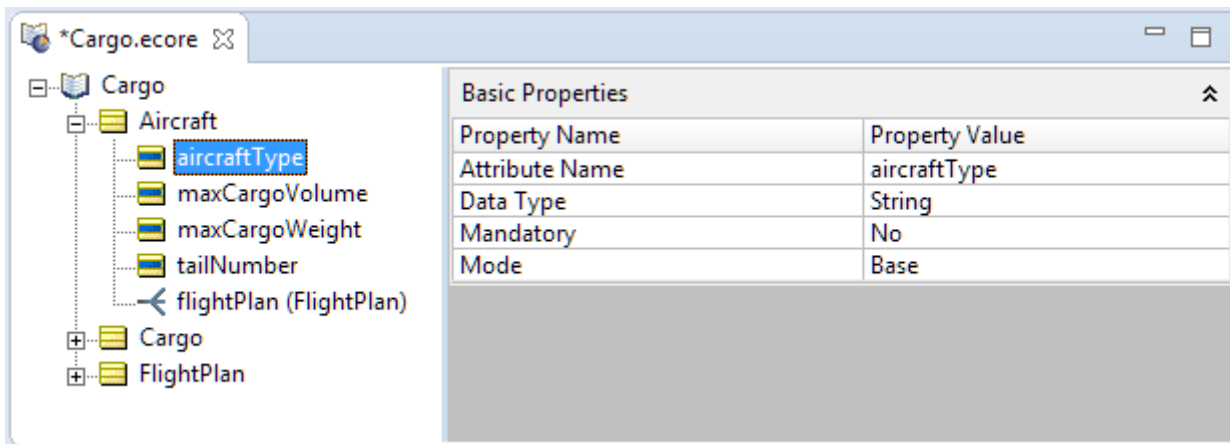 *Cargo.ecore
Cargo
Aircraft
aircraftType
maxCargoVolume
maxCargoWeight
tailNumber
flightPlan (FlightPlan)
Cargo
FlightPlan
Basic Properties
Property Name Property Value
Attribute Name aircraftType
Data Type String
Mandatory No
Mode Base